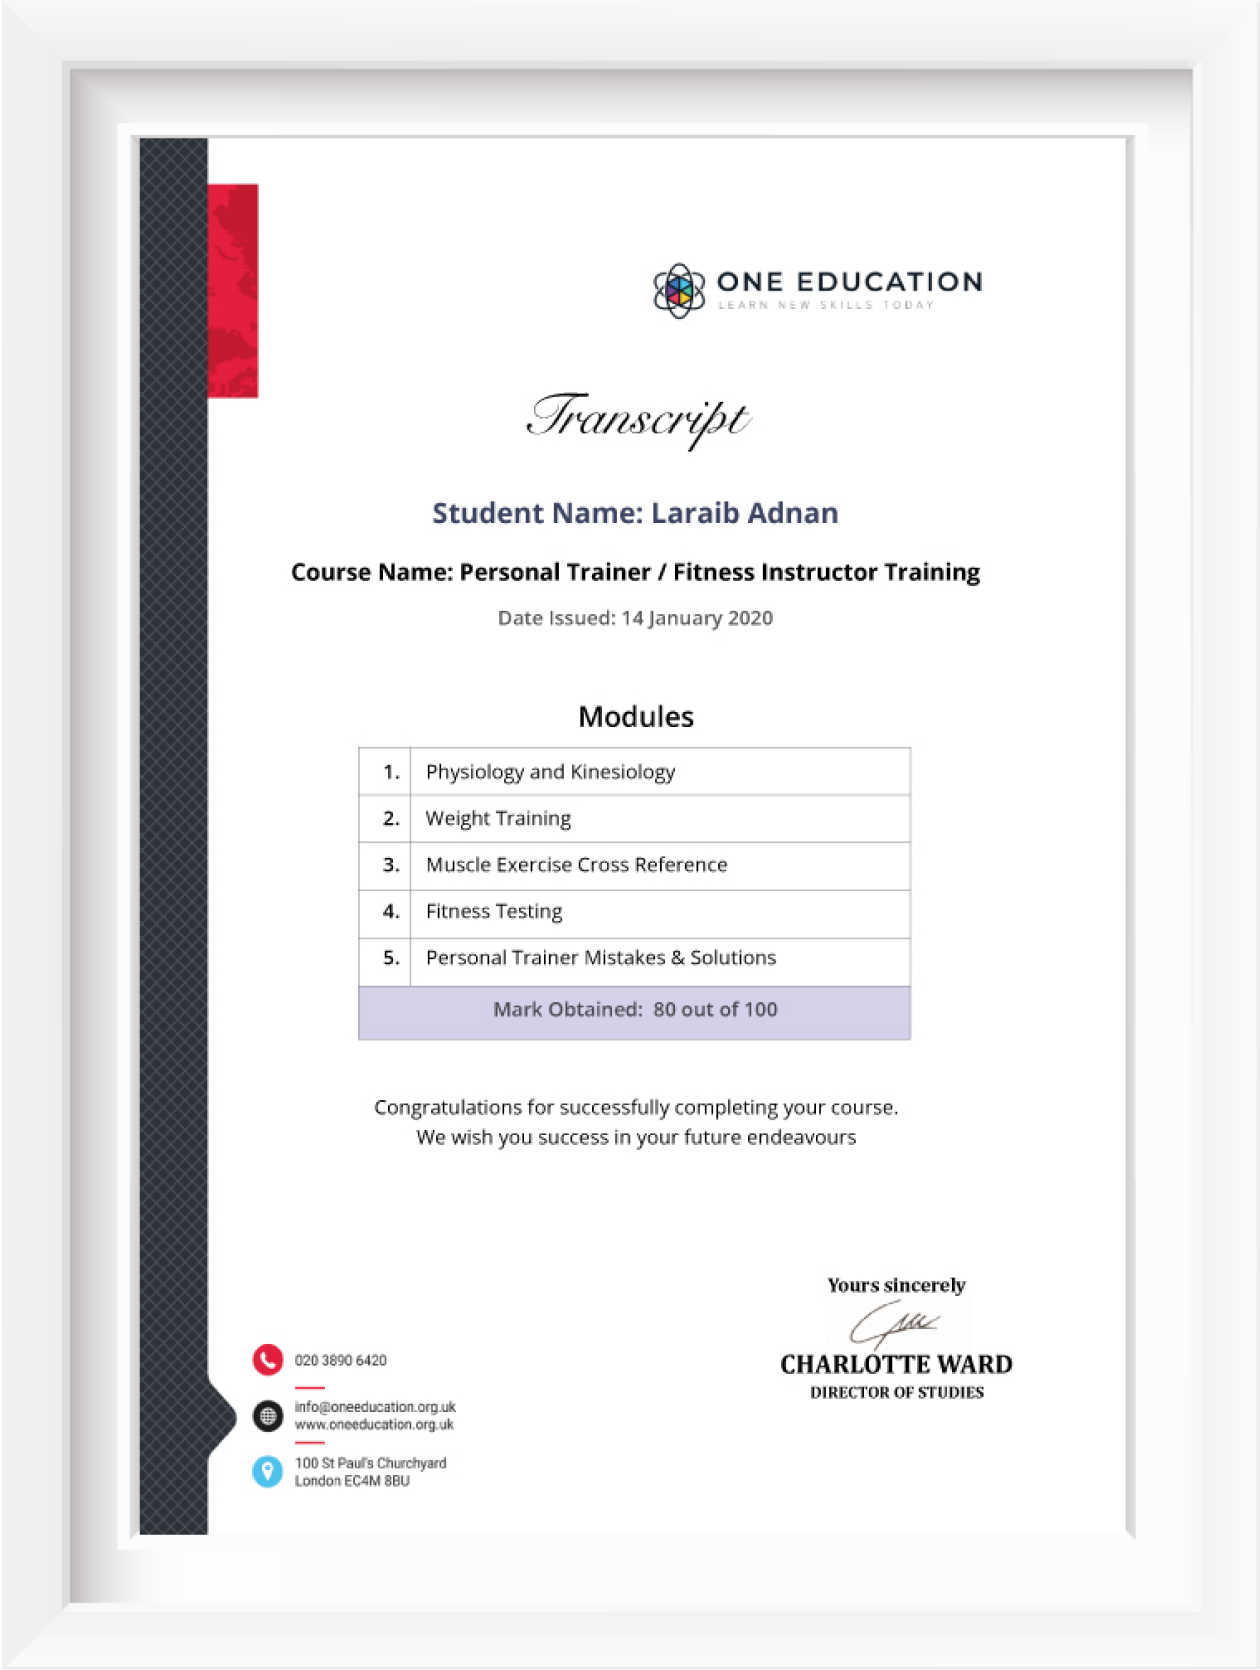 ONE EDUCATION
LEARN NEW SKILLS TODAY
Transcript
Student Name: Laraib Adnan
Course Name: Personal Trainer / Fitness Instructor Training
Date Issued: 14 January 2020
Modules
1. Physiology and Kinesiology
2. Weight Training
3. Muscle Exercise Cross Reference
4. Fitness Testing
5. Personal Trainer Mistakes & Solutions
Mark Obtained: 80 out of 100
Congratulations for successfully completing your course.
We wish you success in your future endeavours
Yours sincerely
CHARLOTTE WARD
DIRECTOR OF STUDIES
020 3890 6420
info@oneeducation.org.uk
www.oneeducation.org.uk
100 St Paul's Churchyard
London EC4M 8BU